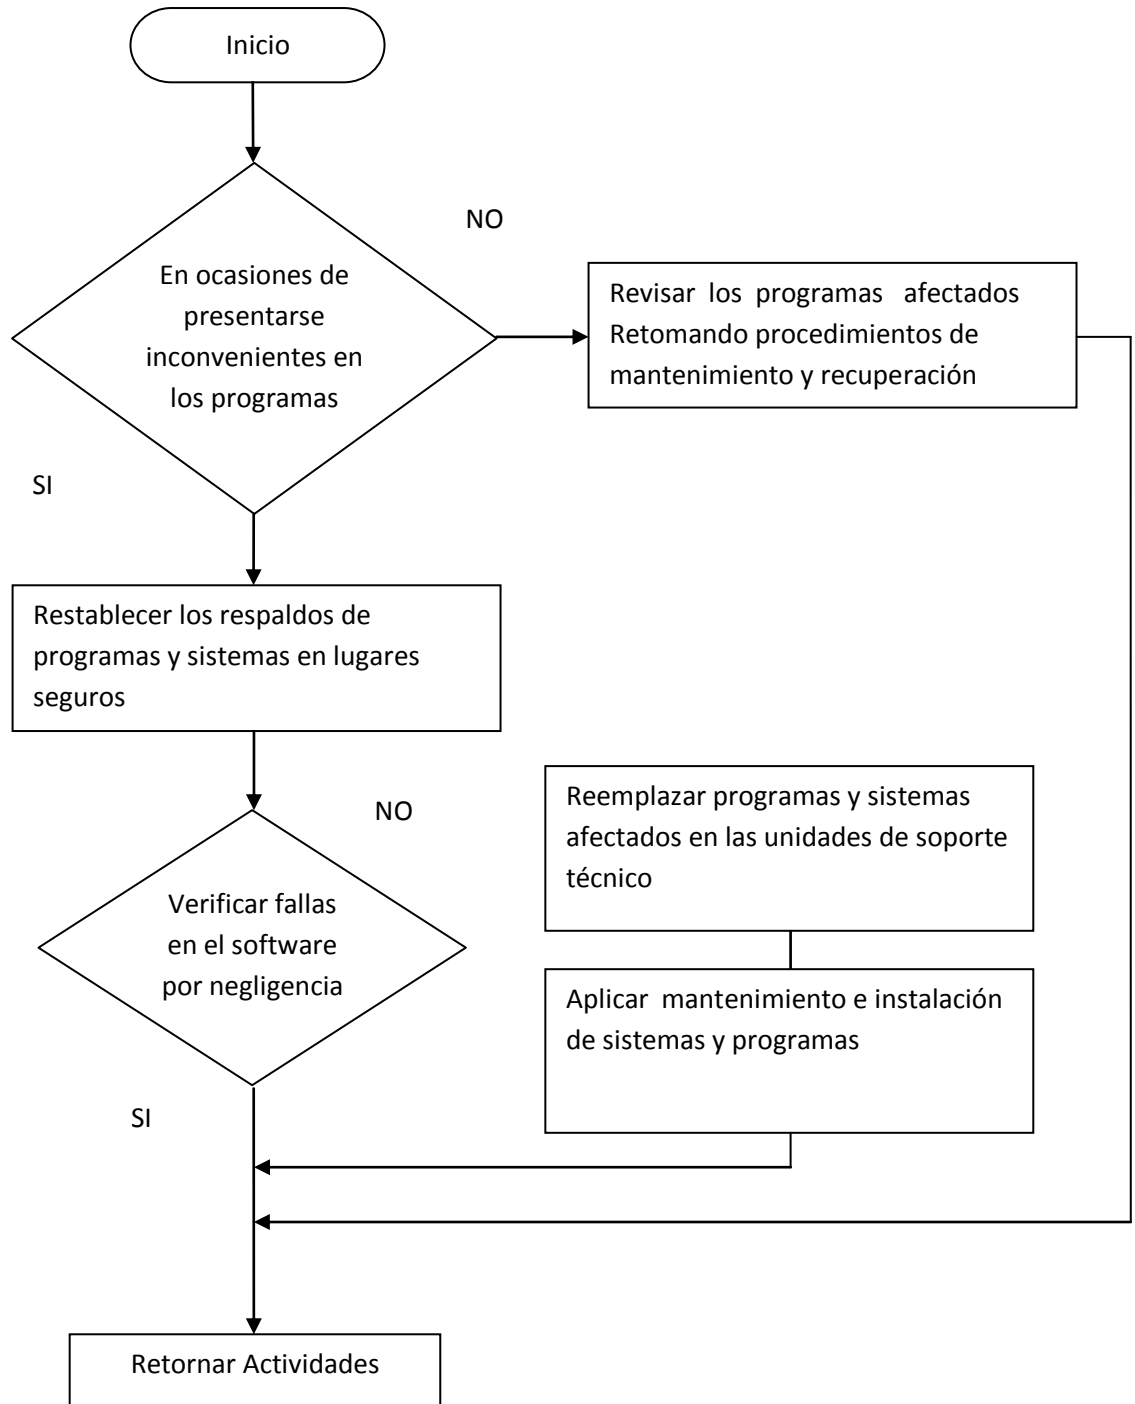 Inicio
NO
En ocasiones de
presentarse
inconvenientes en
los programas
Revisar los programas afectados
Retomando procedimientos de
mantenimiento y recuperación
SI
Restablecer los respaldos de
programas y sistemas en lugares
seguros
NO
Verificar fallas
en el software
por negligencia
Reemplazar programas y sistemas
afectados en las unidades de soporte
técnico
Aplicar mantenimiento e instalación
de sistemas y programas
SI
Retornar Actividades